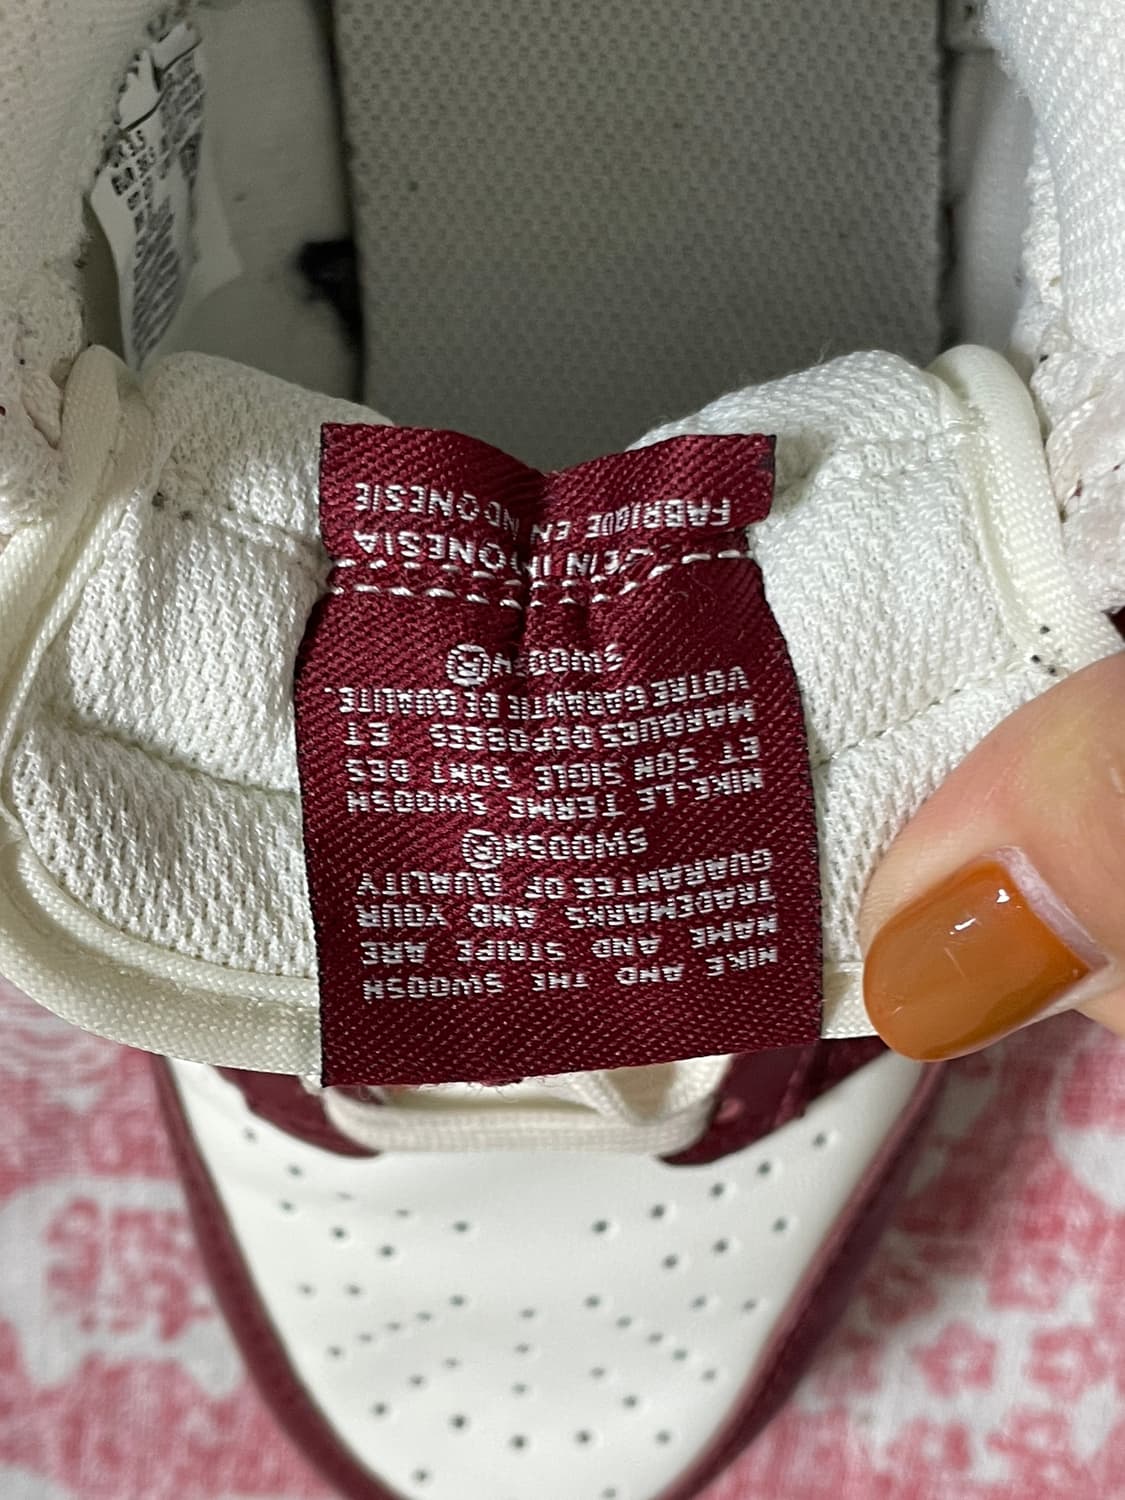 NIKE AND THE SWOOSH
NAME AND STRIPE ARE
TRADEMARKS AND YOUR
GUARANTEE OF QUALITY
SWOOSH®
NIKE,LE TERME SWOOSH
ET SON SIGLE SONT DES
MARQUES DEPOSEES ET
VOTRE GARANTIE DE QUALITE.
SWOOSH®
IN INDONESIA
FABRIQUE EN INDONESIE